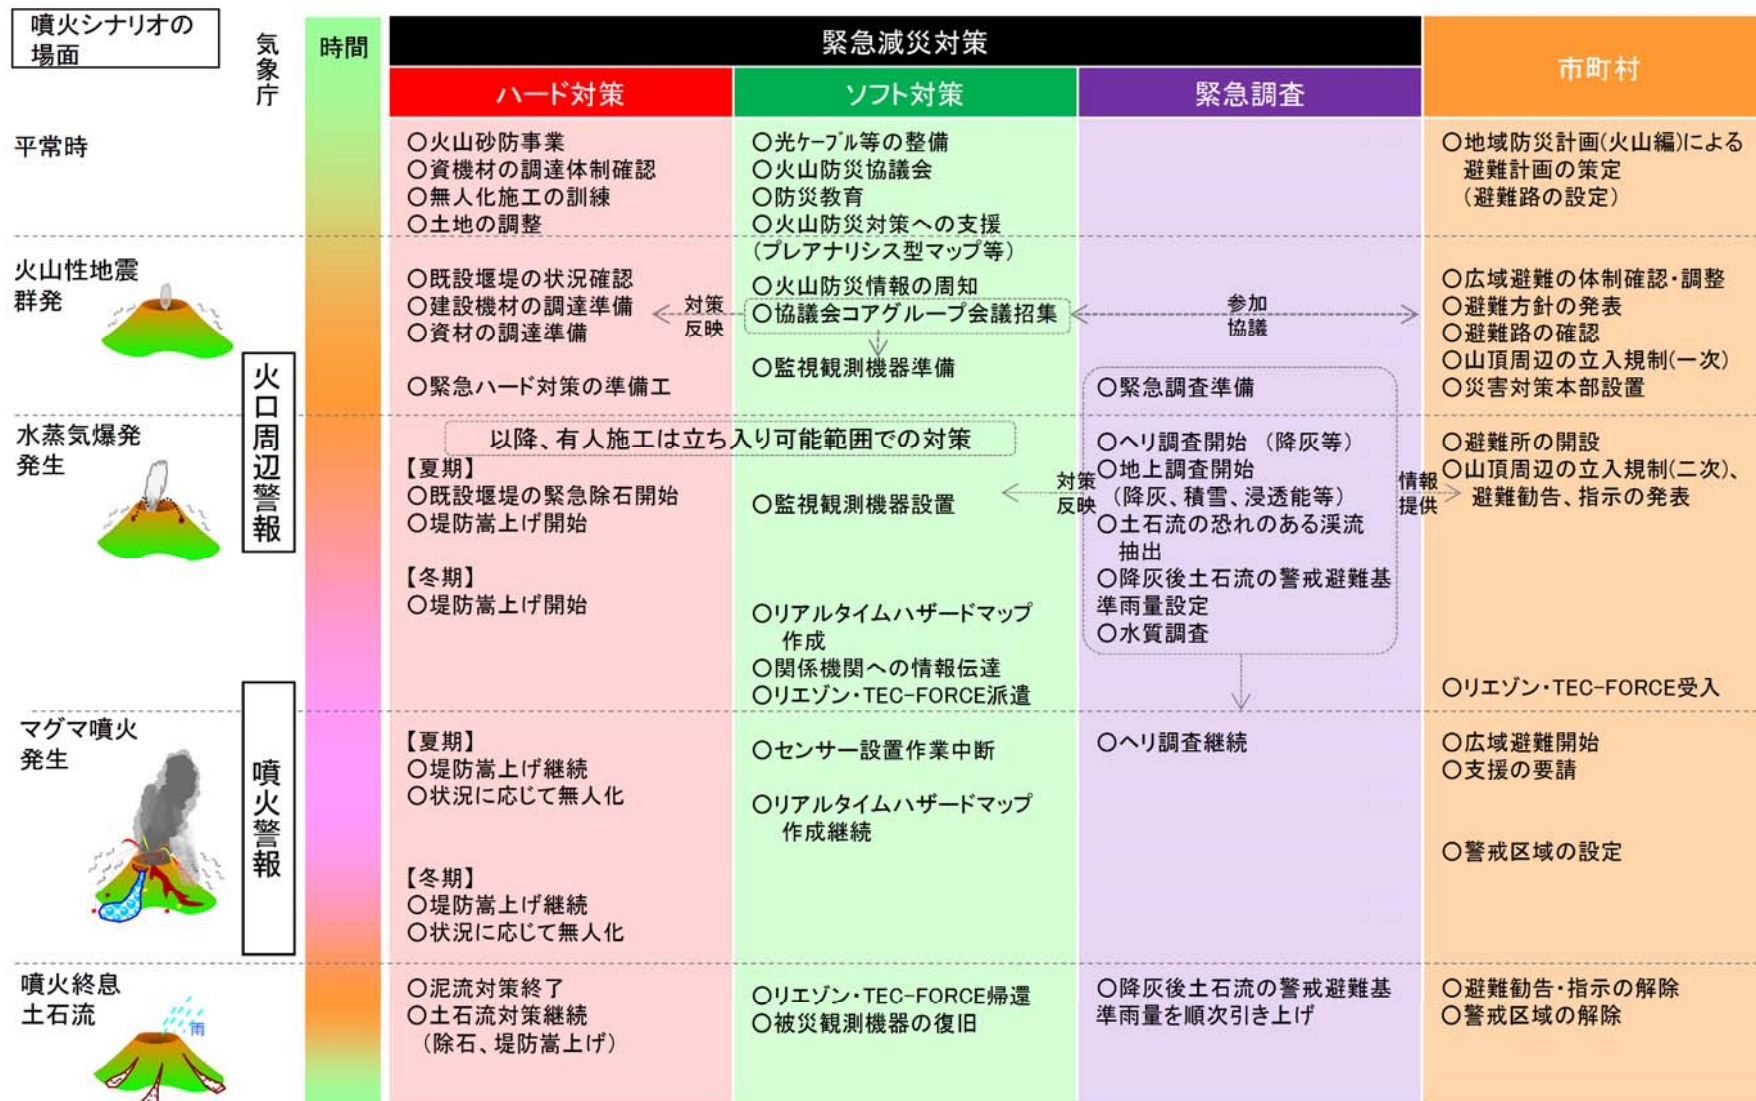 噴火シナリオの
場面
気象庁
時間
緊急減災対策
ハード対策
ソフト対策
緊急調査
市町村
平常時
○火山砂防事業
○資機材の調達体制確認
○無人化施工の訓練
○土地の調整
○光ケーブル等の整備
○火山防災協議会
○防災教育
○火山防災対策への支援
(プレアナリシス型マップ等)
○地域防災計画(火山編)による
避難計画の策定
(避難路の設定)
火山性地震
群発
○既設堰堤の状況確認
○建設機材の調達準備
○資材の調達準備
○緊急ハード対策の準備工
対策
反映
○火山防災情報の周知
○協議会コアグループ会議招集
○監視観測機器準備
参加
協議
○緊急調査準備
○広域避難の体制確認・調整
○避難方針の発表
○避難路の確認
○山頂周辺の立入規制(一次)
○災害対策本部設置
火口周辺警報
水蒸気爆発
発生
以降、有人施工は立ち入り可能範囲での対策
【夏期】
○既設堰堤の緊急除石開始
○堤防嵩上げ開始
【冬期】
○堤防嵩上げ開始
○監視観測機器設置
○リアルタイムハザードマップ
作成
○関係機関への情報伝達
○リエゾン・TEC-FORCE派遣
対策
反映
○ヘリ調査開始 (降灰等)
○地上調査開始
(降灰、積雪、浸透能等)
○土石流の恐れのある渓流
抽出
○降灰後土石流の警戒避難基
準雨量設定
○水質調査
情報
提供
○避難所の開設
○山頂周辺の立入規制(二次)、
避難勧告、指示の発表
○リエゾン・TEC-FORCE受入
噴火警報
マグマ噴火
発生
【夏期】
○堤防嵩上げ継続
○状況に応じて無人化
【冬期】
○堤防嵩上げ継続
○状況に応じて無人化
○センサー設置作業中断
○リアルタイムハザードマップ
作成継続
○ヘリ調査継続
○広域避難開始
○支援の要請
○警戒区域の設定
噴火終息
土石流
雨
○泥流対策終了
○土石流対策継続
(除石、堤防嵩上げ)
○リエゾン・TEC-FORCE帰還
○被災観測機器の復旧
○降灰後土石流の警戒避難基
準雨量を順次引き上げ
○避難勧告・指示の解除
○警戒区域の解除